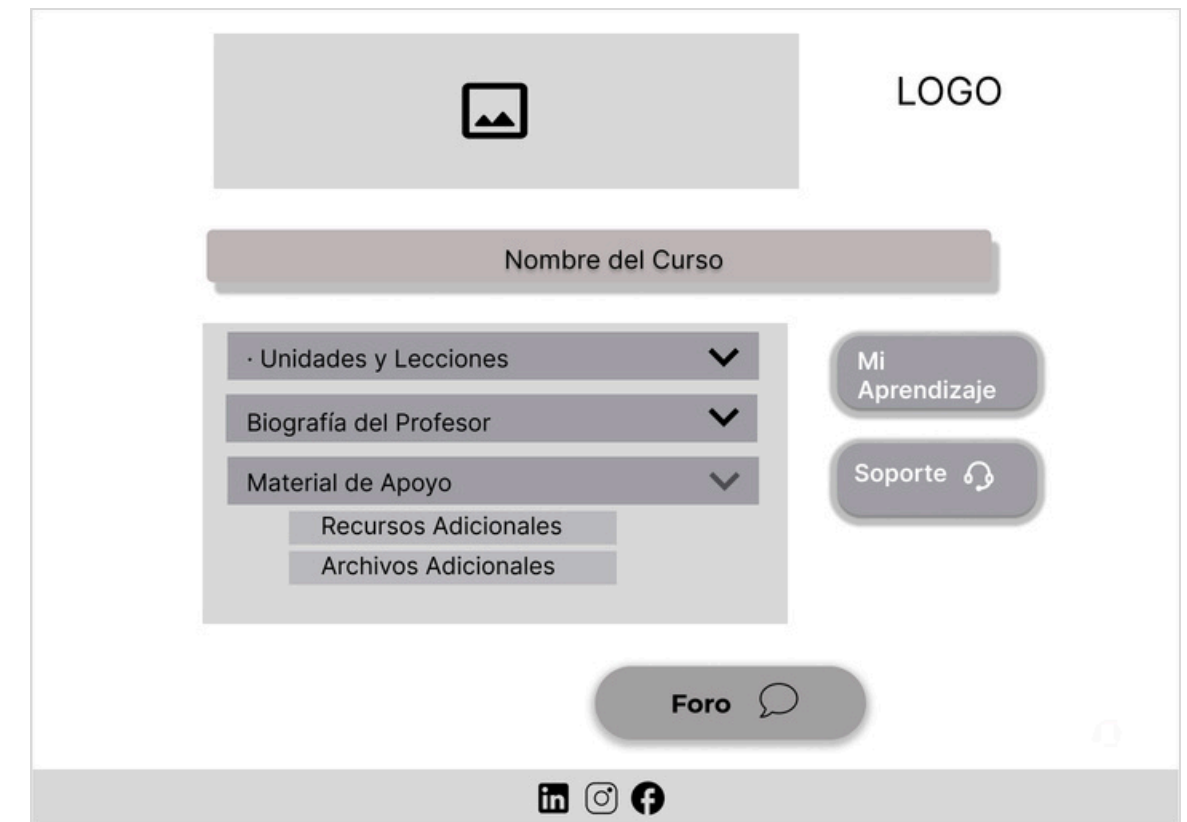 LOGO
Nombre del Curso
· Unidades y Lecciones
Biografía del Profesor
Material de Apoyo
Recursos Adicionales
Archivos Adicionales
Mi
Aprendizaje
Soporte
Foro
in